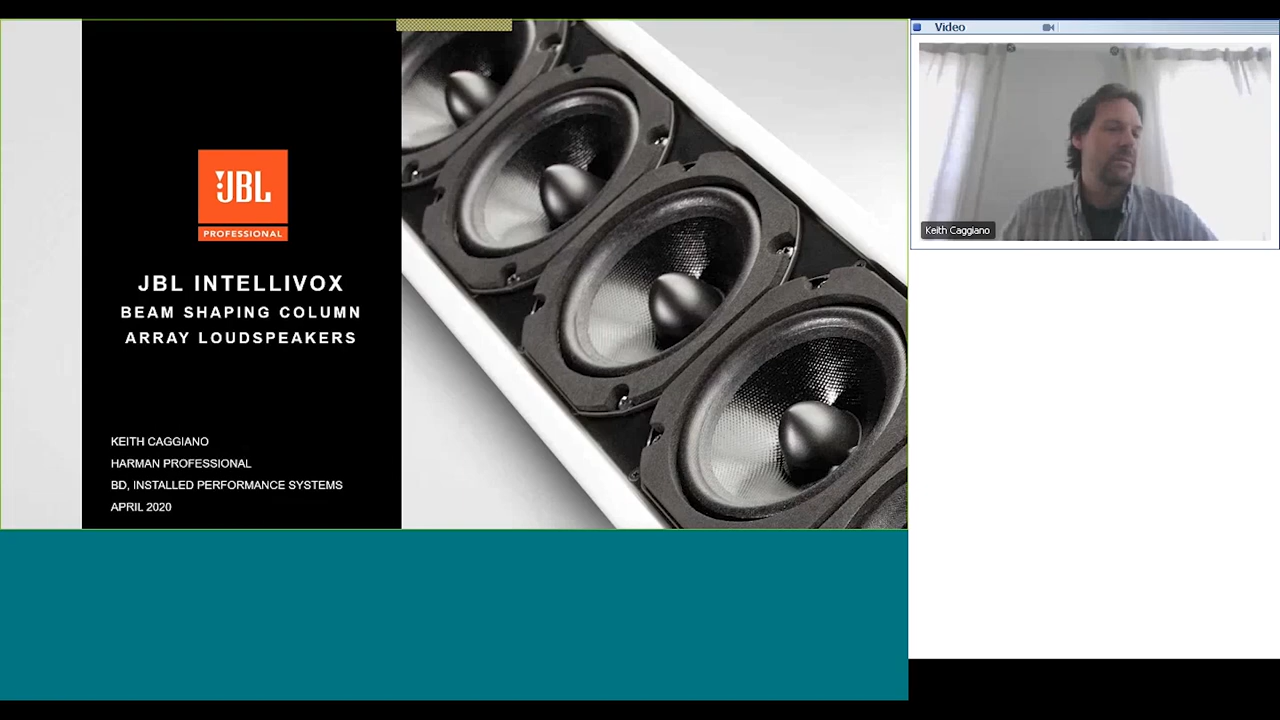 JBL
PROFESSIONAL
JBL INTELLIVOX
BEAM SHAPING COLUMN
ARRAY LOUDSPEAKERS
KEITH CAGGIANO
HARMAN PROFESSIONAL
BD, INSTALLED PERFORMANCE SYSTEMS
APRIL 2020
Video
Keith Caggiano